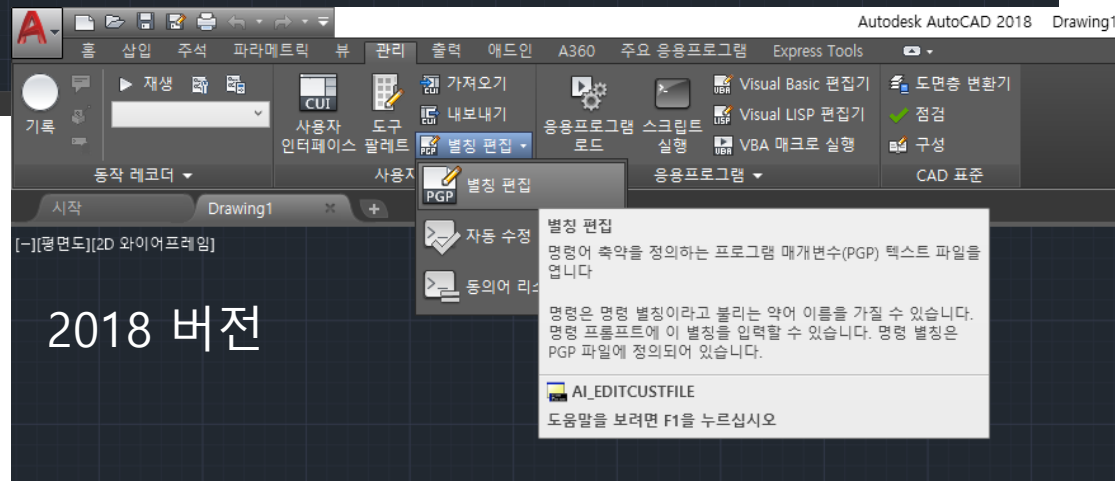 Autodesk AutoCAD 2018 Drawing1
홈 삽입 주석 파라메트릭 뷰 관리 출력 애드인 A360 주요 응용프로그램 Express Tools
기록
재생
동작 레코더
CUI
사용자
인터페이스
도구
팔레트
CUI 가져오기
CUI 내보내기
PGP 별칭 편집
사용자
응용프로그램
로드
스크립트
실행
VBA Visual Basic 편집기
LISP Visual LISP 편집기
VBA VBA 매크로 실행
응용프로그램
도면층 변환기
점검
구성
CAD 표준
시작 Drawing1
PGP 별칭 편집
자동 수정
동의어 리
[-][평면도][2D 와이어프레임]
2018 버전
별칭 편집
명령어 축약을 정의하는 프로그램 매개변수(PGP) 텍스트 파일을
엽니다
명령은 명령 별칭이라고 불리는 약어 이름을 가질 수 있습니다.
명령 프롬프트에 이 별칭을 입력할 수 있습니다. 명령 별칭은
PGP 파일에 정의되어 있습니다.
AI_EDITCUSTFILE
도움말을 보려면 F1을 누르십시오